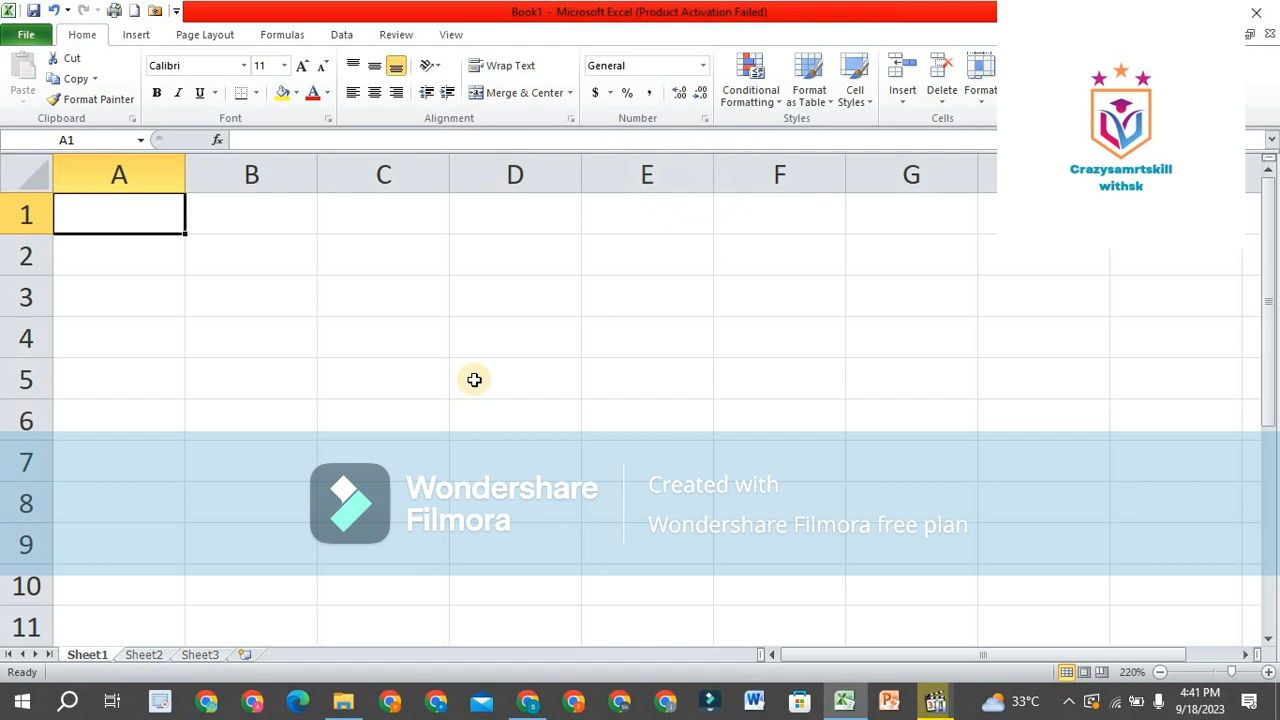 Book1 - Microsoft Excel (Product Activation Failed)
File Home Insert Page Layout Formulas Data Review View
Cut
Copy
Format Painter
Paste
Clipboard
Calibri 11
B I U
A
Font
Wrap Text
Merge & Center
Alignment
General
$ % ,
Number
Conditional Formatting
Format as Table
Cell Styles
Styles
Insert Delete Format
Cells
Crazysamrtskill
withsk
A1 fx
A B C D E F G
1
2
3
4
5
6
7
8
9
10
11
Wondershare
Filmora
Created with
Wondershare Filmora free plan
Sheet1 Sheet2 Sheet3
Ready 220%
33°C 4:41 PM
9/18/2023